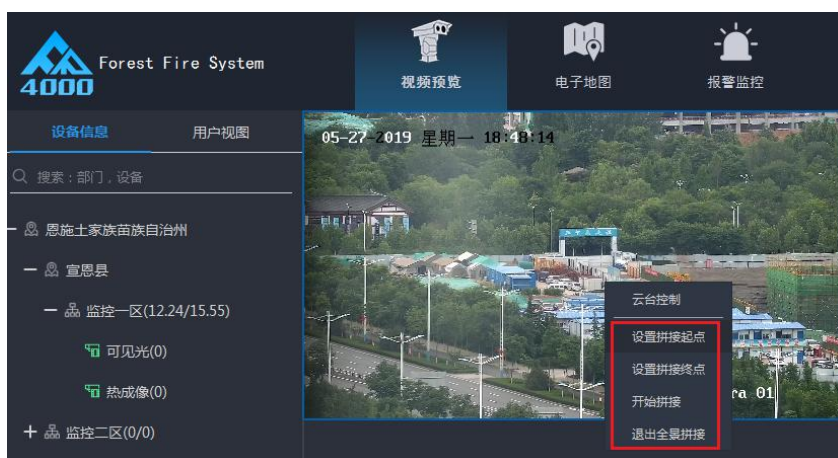 4000
Forest Fire System
视频预览
电子地图
报警监控
设备信息
用户视图
搜索：部门，设备
恩施土家族苗族自治州
宣恩县
监控一区(12.24/15.55)
可见光(0)
热成像(0)
监控二区(0/0)
05-27-2019 星期一 18:48:14
云台控制
设置拼接起点
设置拼接终点
开始拼接
退出全景拼接
ra 01